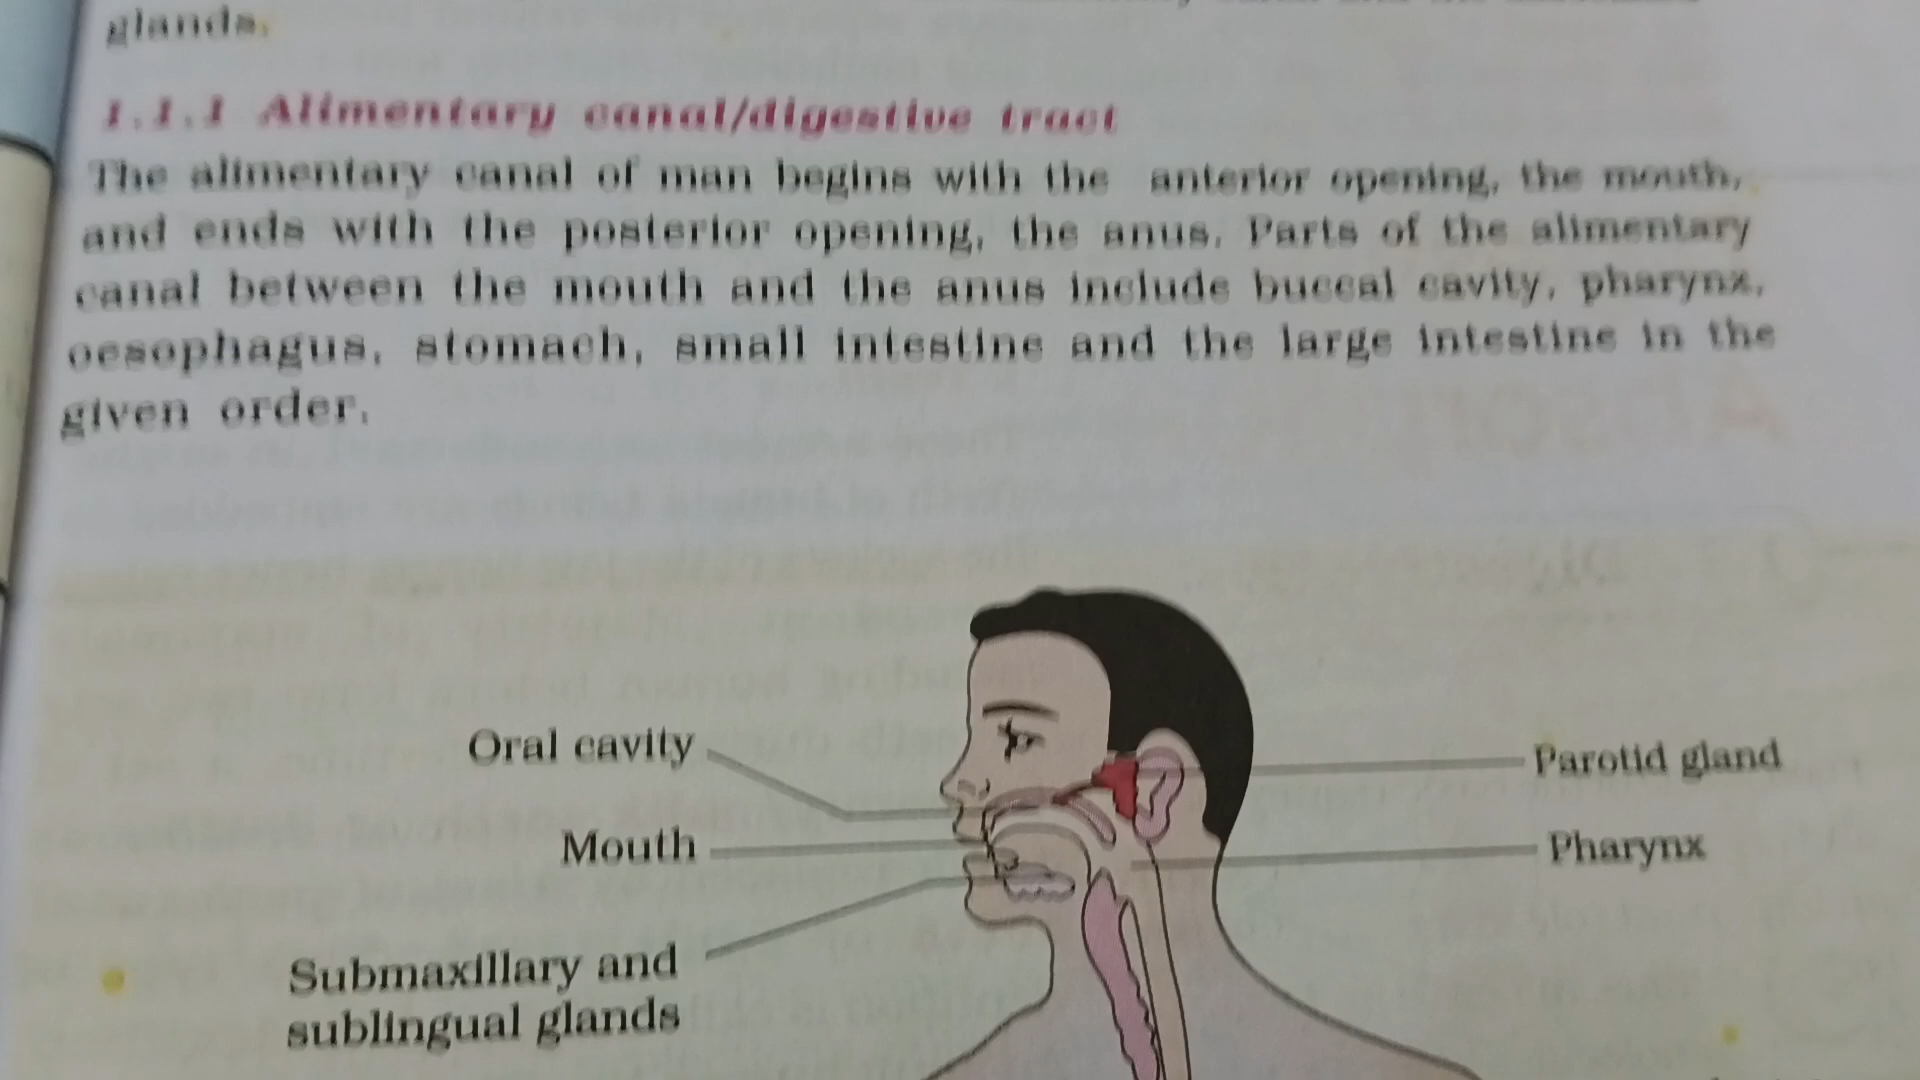 glands.
1.1.1 Alimentary canal/digestive tract
The alimentary canal of man begins with the anterior opening, the mouth,
and ends with the posterior opening, the anus. Parts of the alimentary
canal between the mouth and the anus include buccal cavity, pharynx,
oesophagus, stomach, small intestine and the large intestine in the
given order.
Oral cavity
Parotid gland
Mouth
Pharynx
Submaxillary and
sublingual glands